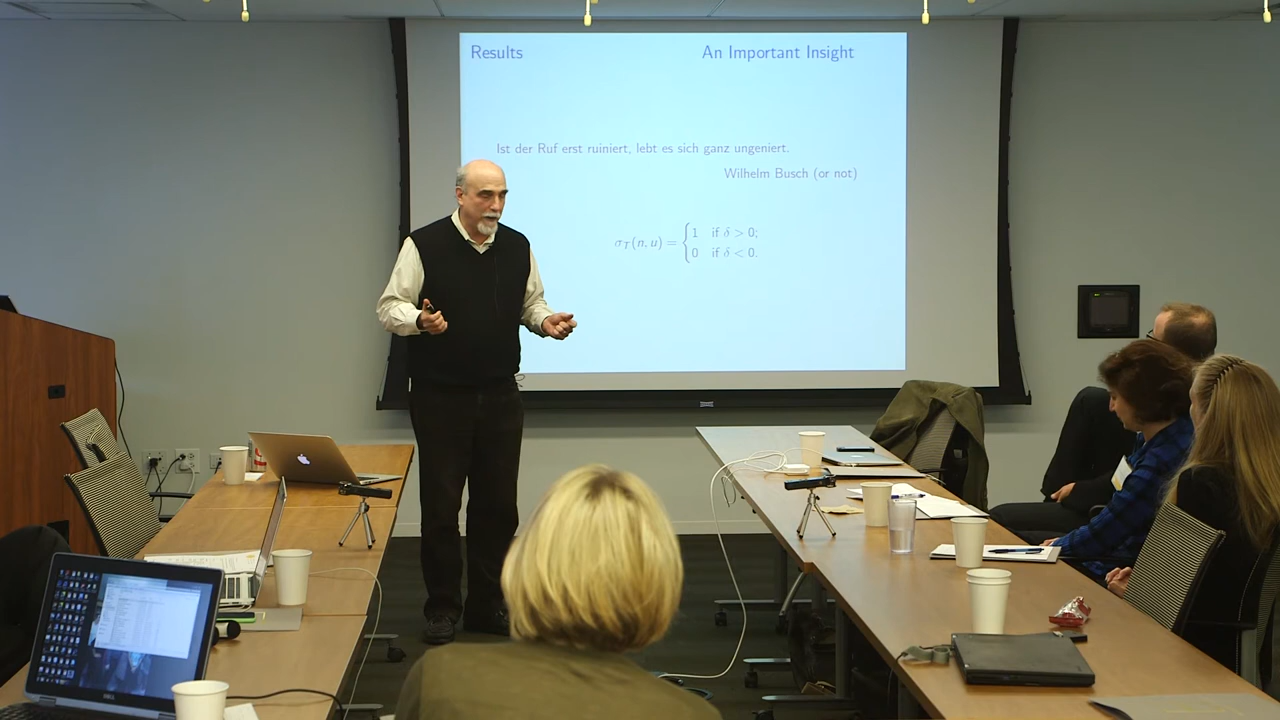 Results An Important Insight
Ist der Ruf erst ruiniert, lebt es sich ganz ungeniert.
Wilhelm Busch (or not)
σ_T(n, u) = { 1 if δ > 0;
0 if δ < 0.
DELL